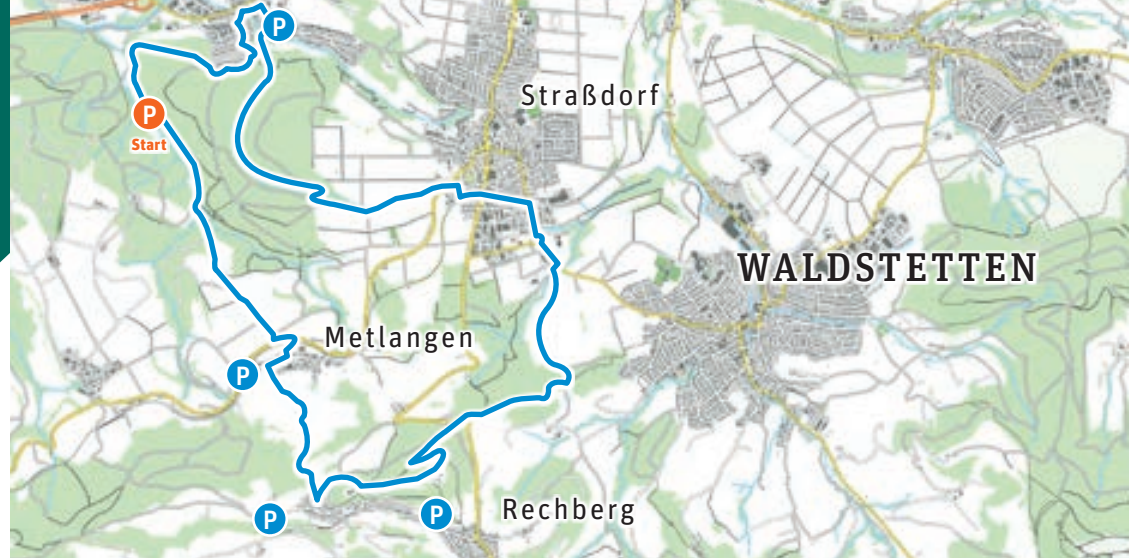 P
Straßdorf
P
Start
WALDSTETTEN
Metlangen
P
P
P
Rechberg